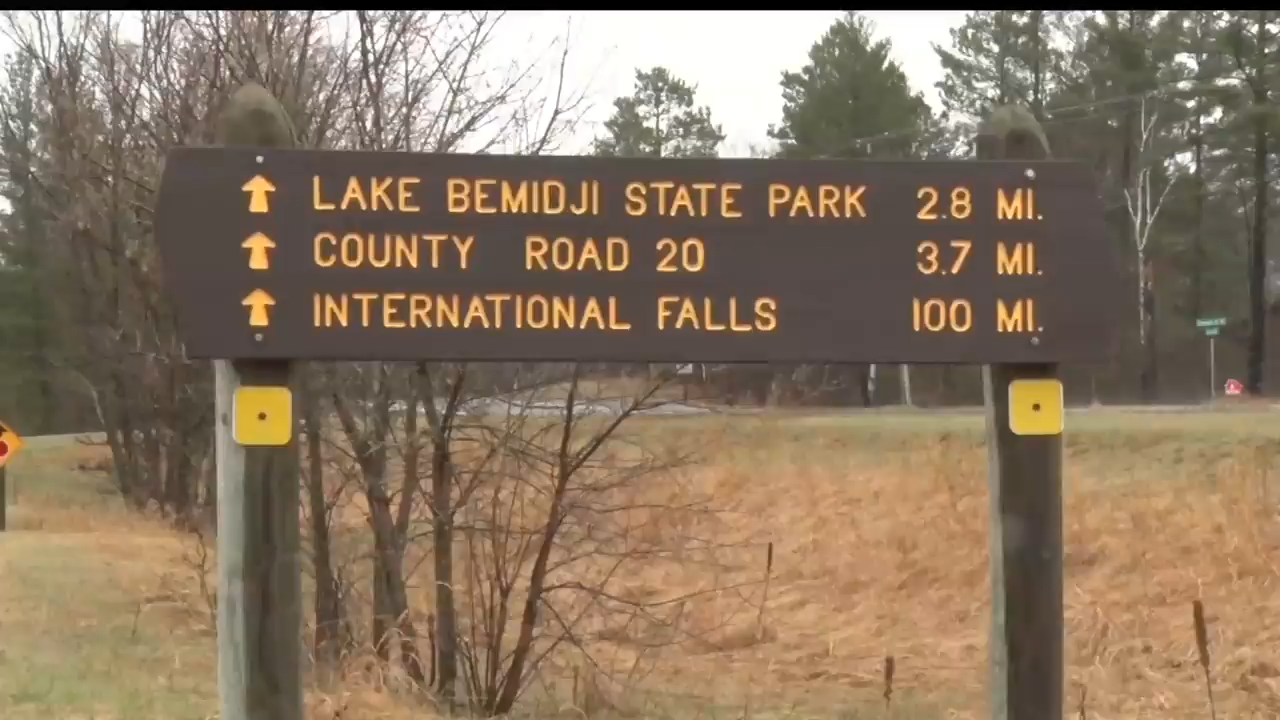 LAKE BEMIDJI STATE PARK 2.8 MI.
COUNTY ROAD 20 3.7 MI.
INTERNATIONAL FALLS 100 MI.